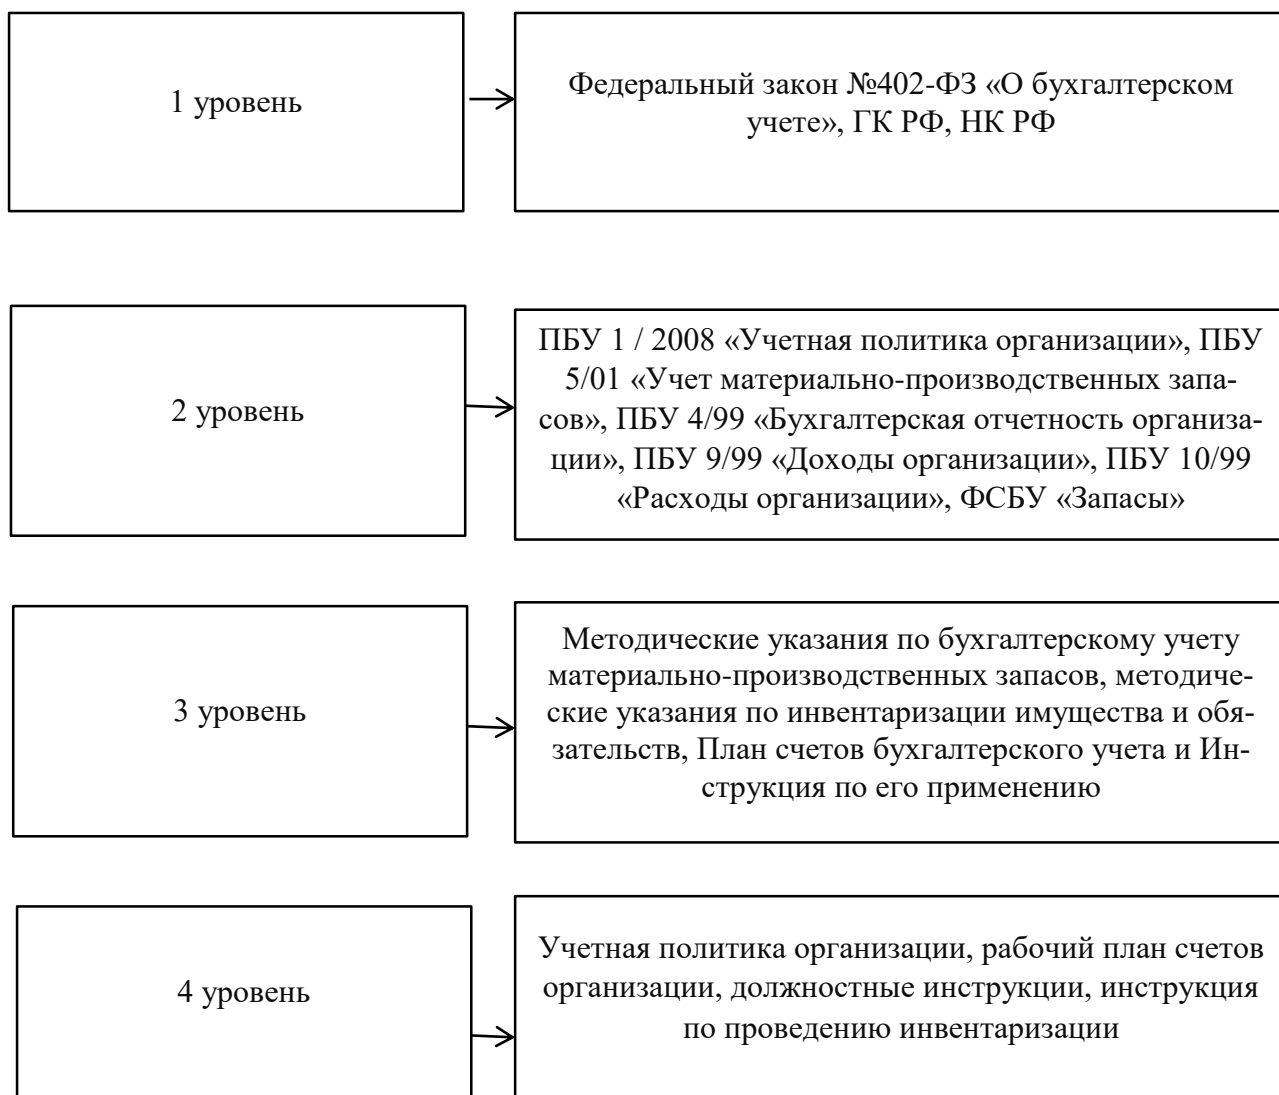 1 уровень
Федеральный закон №402-ФЗ «О бухгалтерском
учете», ГК РФ, НК РФ
2 уровень
ПБУ 1 / 2008 «Учетная политика организации», ПБУ
5/01 «Учет материально-производственных запа-
сов», ПБУ 4/99 «Бухгалтерская отчетность организа-
ции», ПБУ 9/99 «Доходы организации», ПБУ 10/99
«Расходы организации», ФСБУ «Запасы»
3 уровень
Методические указания по бухгалтерскому учету
материально-производственных запасов, методиче-
ские указания по инвентаризации имущества и обя-
зательств, План счетов бухгалтерского учета и Ин-
струкция по его применению
4 уровень
Учетная политика организации, рабочий план счетов
организации, должностные инструкции, инструкция
по проведению инвентаризации